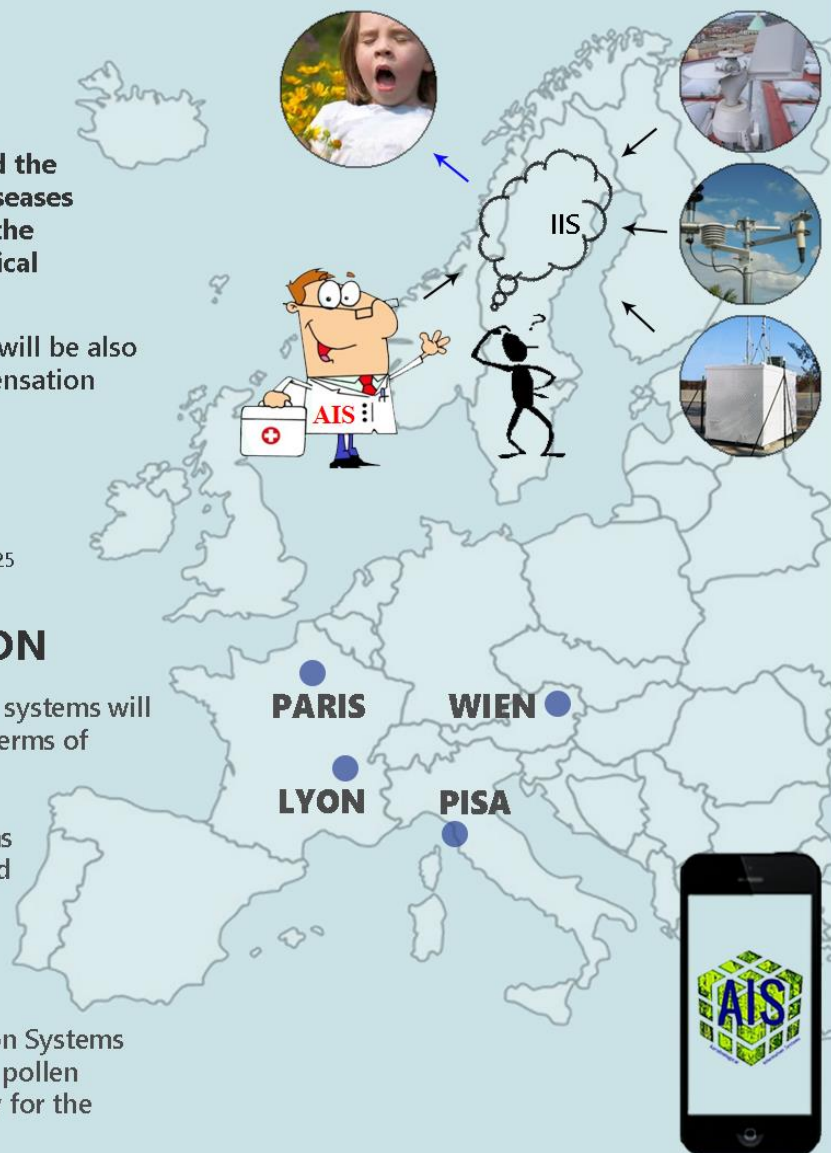 d the
seases
the
ical
will be also
ensation
25
ON
systems will
erms of
ns
d
on Systems
pollen
y for the
IIS
?
AIS
PARIS
WIEN
LYON
PISA
AIS